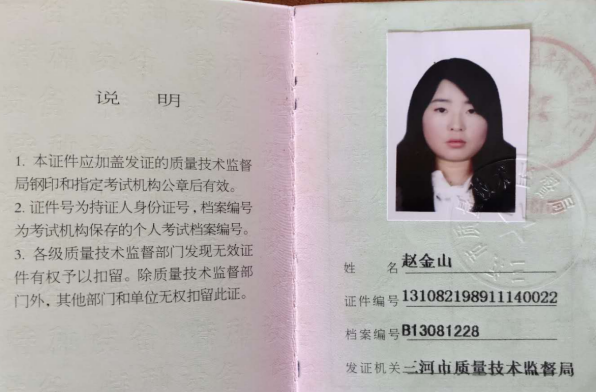 说 明
1. 本证件应加盖发证的质量技术监督
局钢印和指定考试机构公章后有效。
2. 证件号为持证人身份证号，档案编号
为考试机构保存的个人考试档案编号。
3. 各级质量技术监督部门发现无效证
件有权予以扣留。除质量技术监督部
门外，其他部门和单位无权扣留此证。
姓 名 赵金山
证件编号 131082198911140022
档案编号 B13081228
发证机关 三河市质量技术监督局